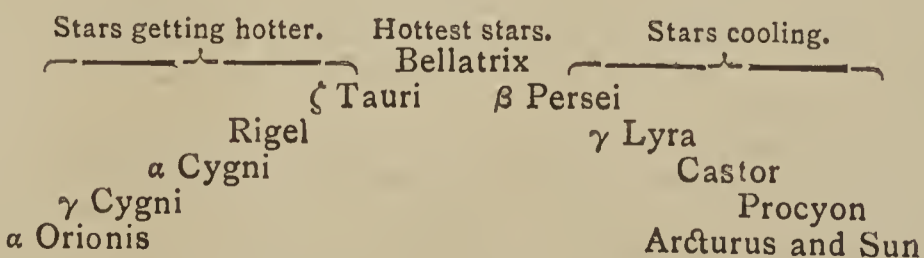 Stars getting hotter. Hottest stars. Stars cooling.
Bellatrix
ζ Tauri β Persei
Rigel γ Lyra
α Cygni Castor
γ Cygni Procyon
α Orionis Arcturus and Sun